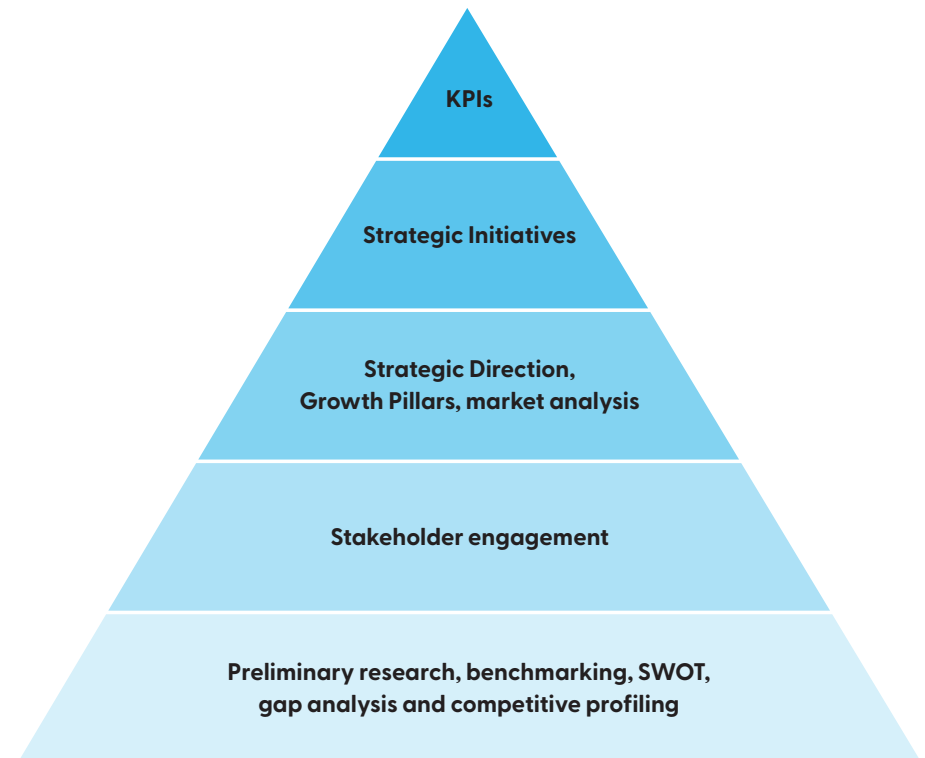 KPIs
Strategic Initiatives
Strategic Direction,
Growth Pillars, market analysis
Stakeholder engagement
Preliminary research, benchmarking, SWOT,
gap analysis and competitive profiling